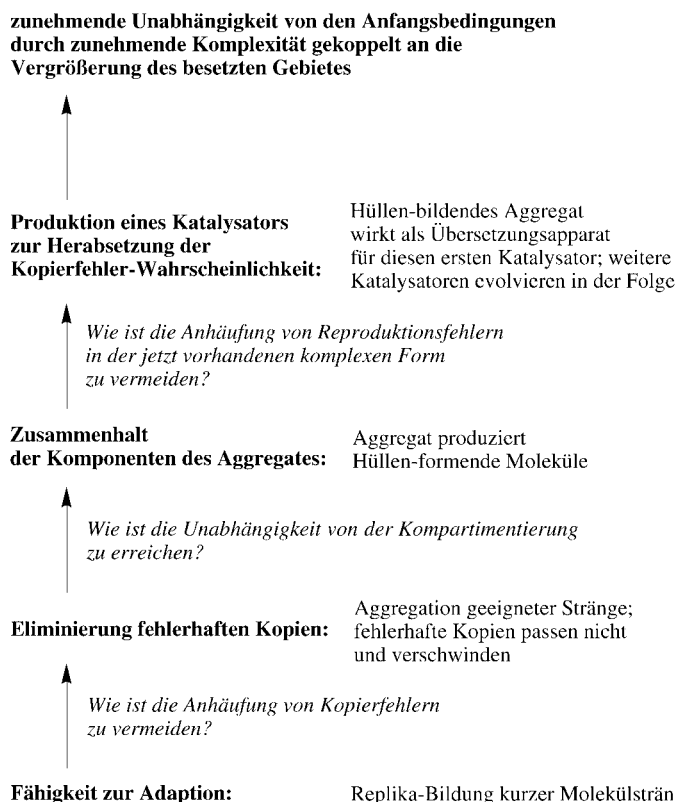 zunehmende Unabhängigkeit von den Anfangsbedingungen
durch zunehmende Komplexität gekoppelt an die
Vergrößerung des besetzten Gebietes
Produktion eines Katalysators
zur Herabsetzung der
Kopierfehler-Wahrscheinlichkeit:
Hüllen-bildendes Aggregat
wirkt als Übersetzungsapparat
für diesen ersten Katalysator; weitere
Katalysatoren evolvieren in der Folge
Wie ist die Anhäufung von Reproduktionsfehlern
in der jetzt vorhandenen komplexen Form
zu vermeiden?
Zusammenhalt
der Komponenten des Aggregates:
Aggregat produziert
Hüllen-formende Moleküle
Wie ist die Unabhängigkeit von der Kompartimentierung
zu erreichen?
Eliminierung fehlerhaften Kopien:
Aggregation geeigneter Stränge;
fehlerhafte Kopien passen nicht
und verschwinden
Wie ist die Anhäufung von Kopierfehlern
zu vermeiden?
Fähigkeit zur Adaption:
Replika-Bildung kurzer Molekülsträn